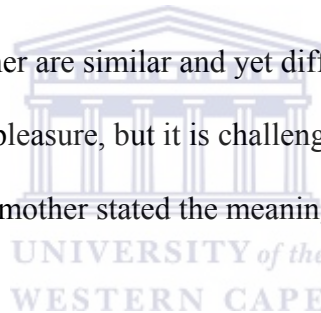 her are similar and yet diff
pleasure, but it is challeng
mother stated the meanin
UNIVERSITY of the
WESTERN CAPE